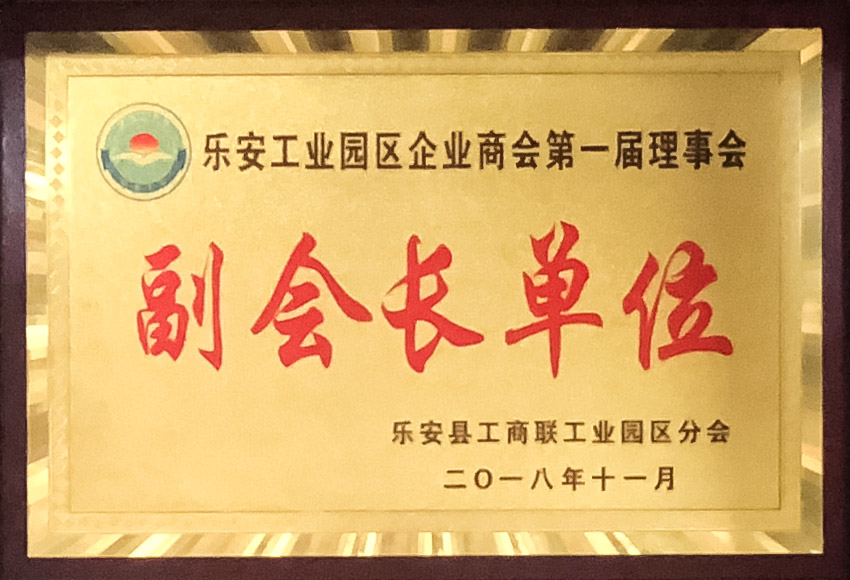 乐安工业园区企业商会第一届理事会
副会长单位
乐安县工商联工业园区分会
二〇一八年十一月